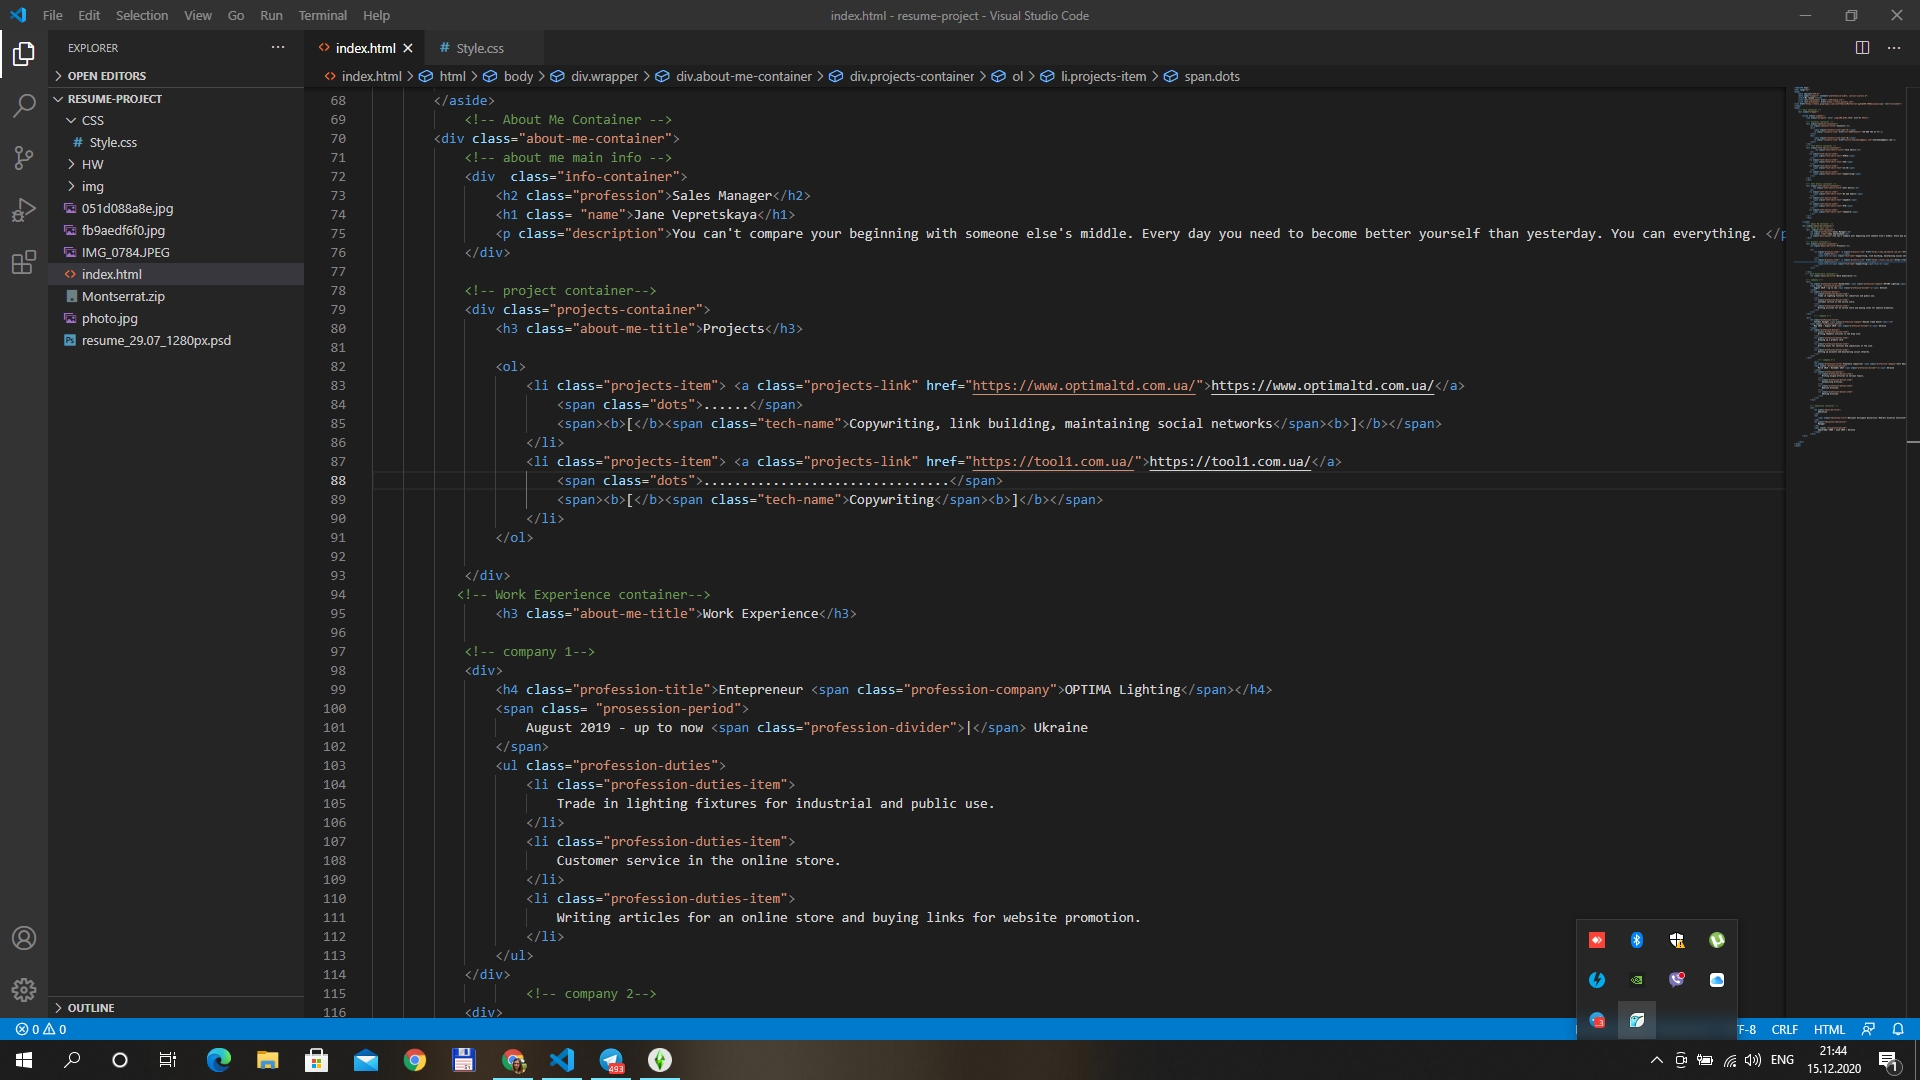 File Edit Selection View Go Run Terminal Help
index.html - resume-project - Visual Studio Code
EXPLORER
OPEN EDITORS
RESUME-PROJECT
CSS
# Style.css
HW
img
051d088a8e.jpg
fb9aedf6f0.jpg
IMG_0784.JPEG
index.html
Montserrat.zip
photo.jpg
resume_29.07_1280px.psd
OUTLINE
index.html
# Style.css
index.html > html > body > div.wrapper > div.about-me-container > div.projects-container > ol > li.projects-item > span.dots
68 </aside>
69 <!-- About Me Container -->
70 <div class="about-me-container">
71 <!-- about me main info -->
72 <div  class="info-container">
73 <h2 class="profession">Sales Manager</h2>
74 <h1 class= "name">Jane Vepretskaya</h1>
75 <p class="description">You can't compare your beginning with someone else's middle. Every day you need to become better yourself than yesterday. You can everything. </p
76 </div>
77
78 <!-- project container-->
79 <div class="projects-container">
80 <h3 class="about-me-title">Projects</h3>
81
82 <ol>
83 <li class="projects-item"> <a class="projects-link" href="https://www.optimaltd.com.ua/">https://www.optimaltd.com.ua/</a>
84 <span class="dots">......</span>
85 <span><b>[</b><span class="tech-name">Copywriting, link building, maintaining social networks</span><b>]</b></span>
86 </li>
87 <li class="projects-item"> <a class="projects-link" href="https://tool1.com.ua/">https://tool1.com.ua/</a>
88 <span class="dots">................................</span>
89 <span><b>[</b><span class="tech-name">Copywriting</span><b>]</b></span>
90 </li>
91 </ol>
92
93 </div>
94 <!-- Work Experience container-->
95 <h3 class="about-me-title">Work Experience</h3>
96
97 <!-- company 1-->
98 <div>
99 <h4 class="profession-title">Entepreneur <span class="profession-company">OPTIMA Lighting</span></h4>
100 <span class= "prosession-period">
101 August 2019 - up to now <span class="profession-divider">|</span> Ukraine
102 </span>
103 <ul class="profession-duties">
104 <li class="profession-duties-item">
105 Trade in lighting fixtures for industrial and public use.
106 </li>
107 <li class="profession-duties-item">
108 Customer service in the online store.
109 </li>
110 <li class="profession-duties-item">
111 Writing articles for an online store and buying links for website promotion.
112 </li>
113 </ul>
114 </div>
115 <!-- company 2-->
116 <div>
0 0
F-8 CRLF HTML
493
ENG
21:44
15.12.2020
1